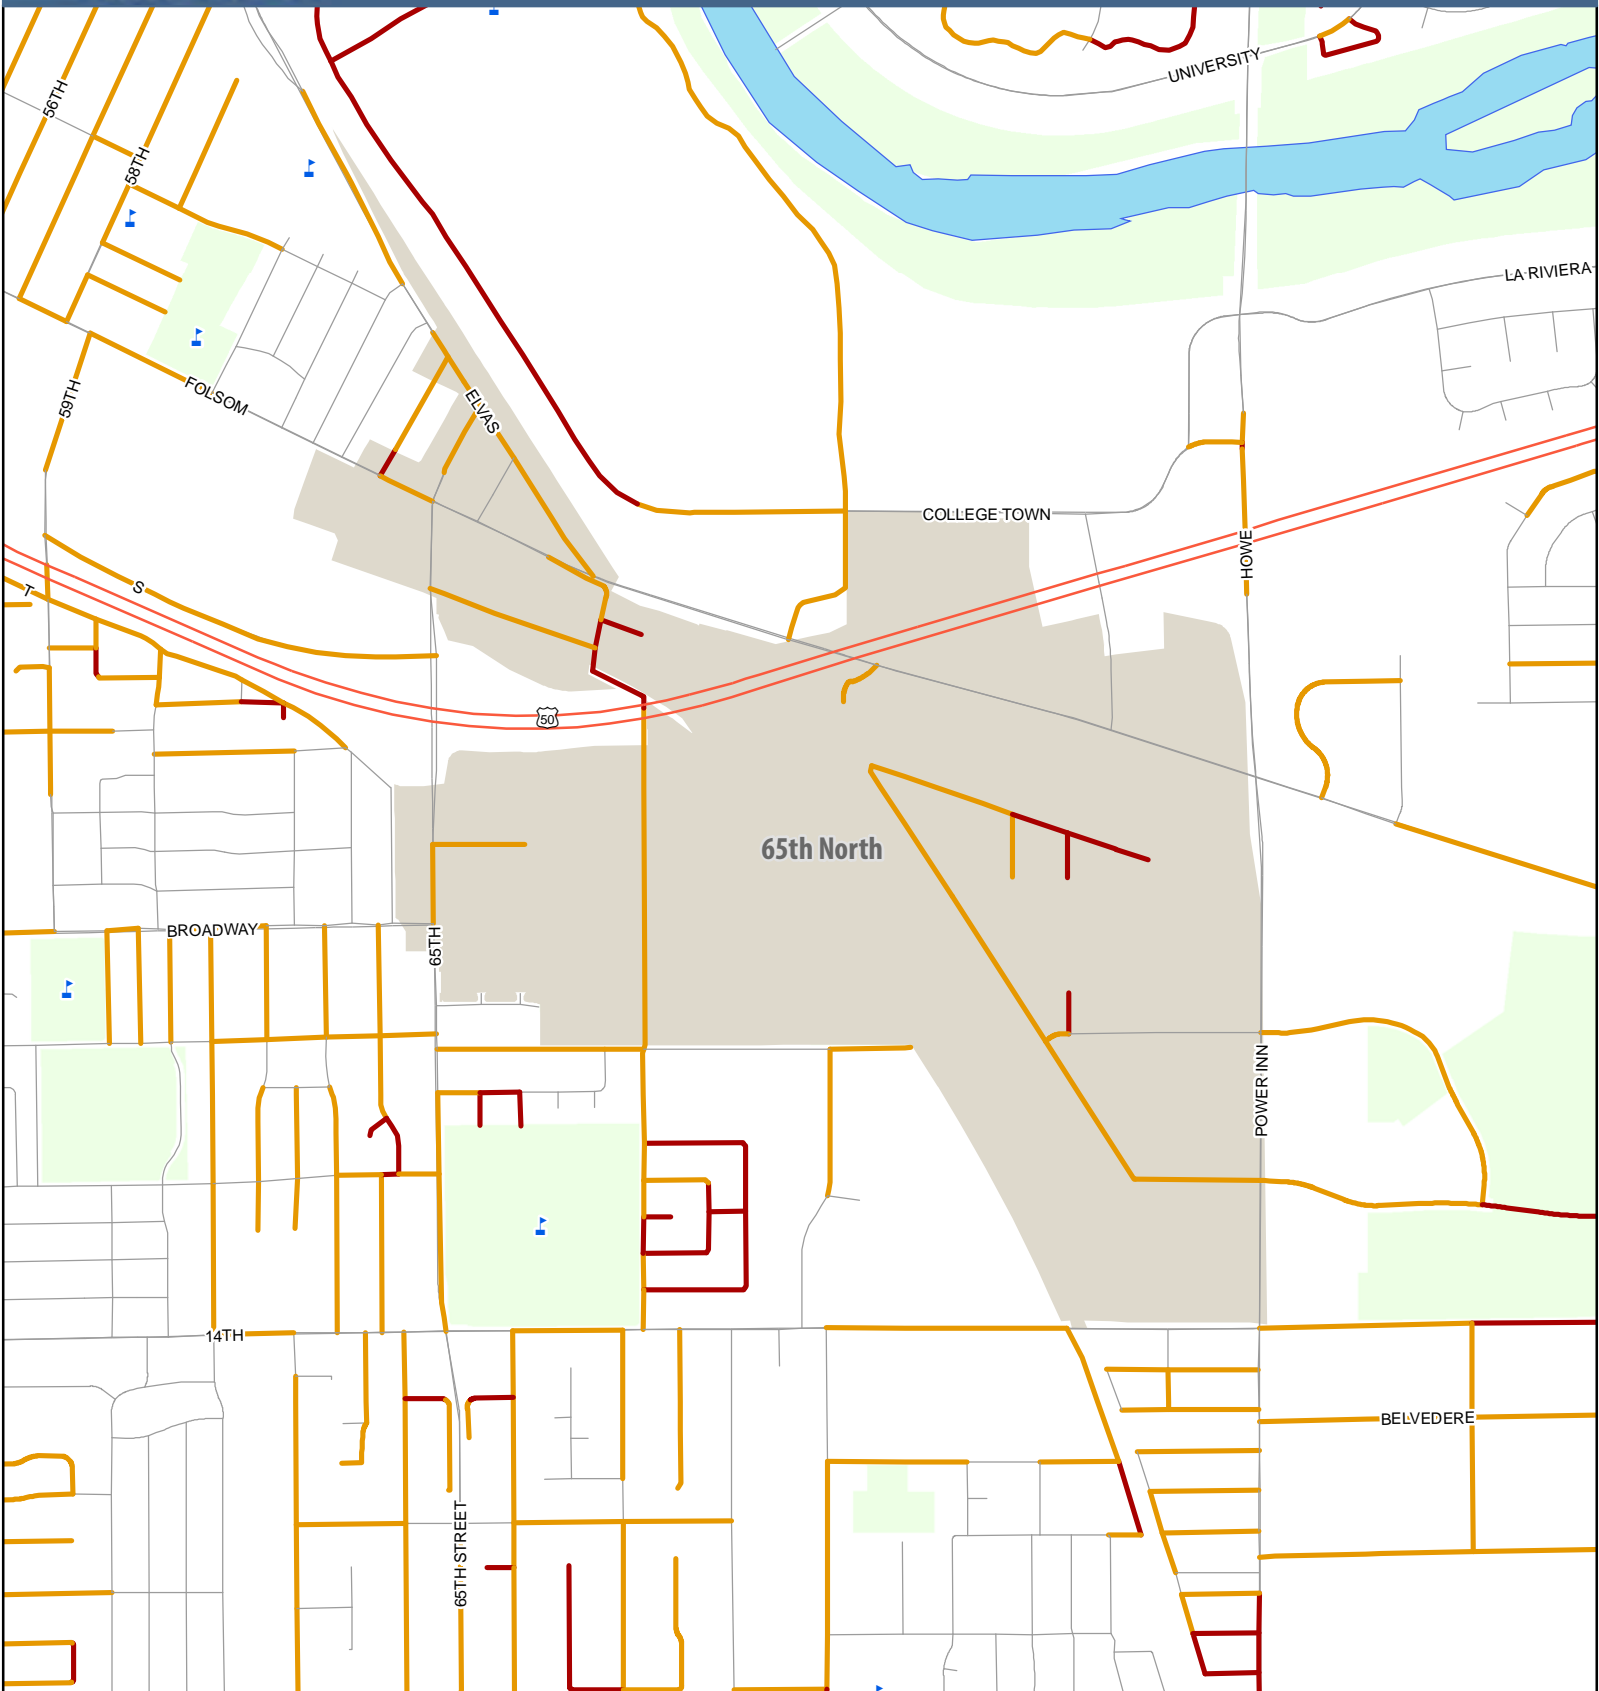 UNIVERSITY
56TH
58TH
LA RIVIERA
59TH
FOLSOM
ELVAS
COLLEGE TOWN
HOWE
S
T
50
65th North
BROADWAY
65TH
POWER INN
14TH
BELVEDERE
65TH STREET